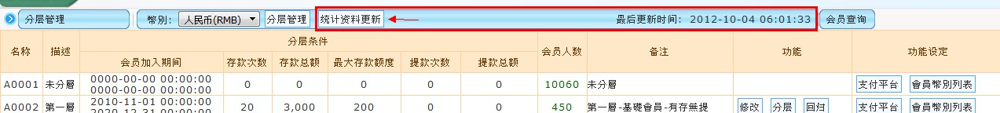 分层管理 幣別: 人民币(RMB) 分层管理 统计资料更新 最后更新时间: 2012-10-04 06:01:33 会员查询
分层条件
名称 描述 会员人数 备注 功能 功能设定
会员加入期间 存款次数 存款总额 最大存款额度 提款次数 提款总额
0000-00-00 00:00:00
A0001 未分層 0 0 0 0 0 10060 未分層 支付平台 會員幣別列表
0000-00-00 00:00:00
2010-11-01 00:00:00
A0002 第一層 20 3,000 200 0 0 450 第一層-基礎會員-有存無提 修改 分层 回归 支付平台 會員幣別列表
2020-12-31 00:00:00